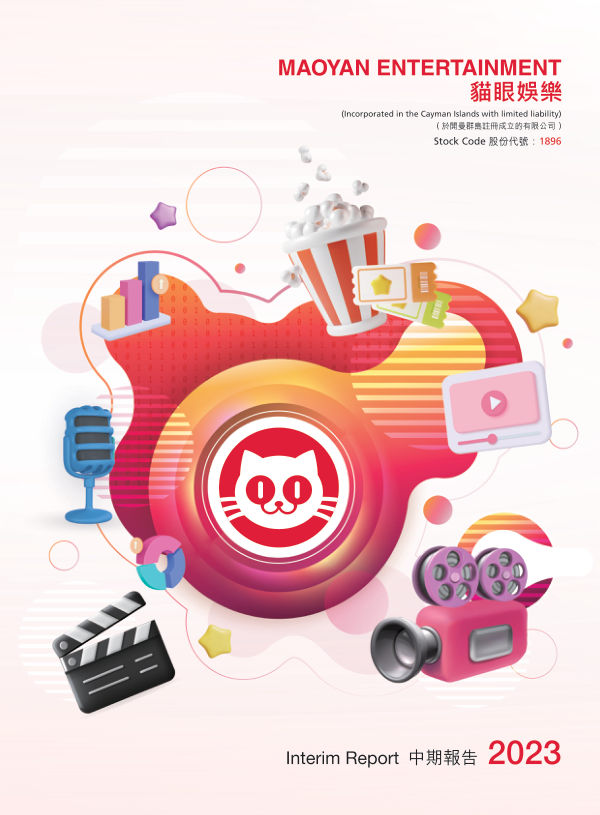 MAOYAN ENTERTAINMENT
貓眼娛樂
(Incorporated in the Cayman Islands with limited liability)
（於開曼群島註冊成立的有限公司）
Stock Code 股份代號：1896
Interim Report 中期報告 2023